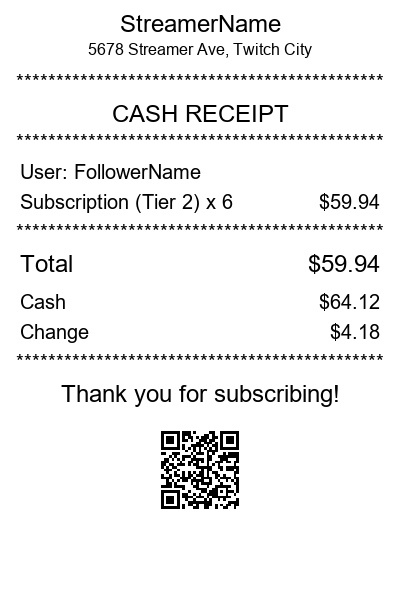 StreamerName
5678 Streamer Ave, Twitch City
**********************************************
CASH RECEIPT
**********************************************
User: FollowerName
Subscription (Tier 2) x 6 $59.94
**********************************************
Total $59.94
Cash $64.12
Change $4.18
**********************************************
Thank you for subscribing!